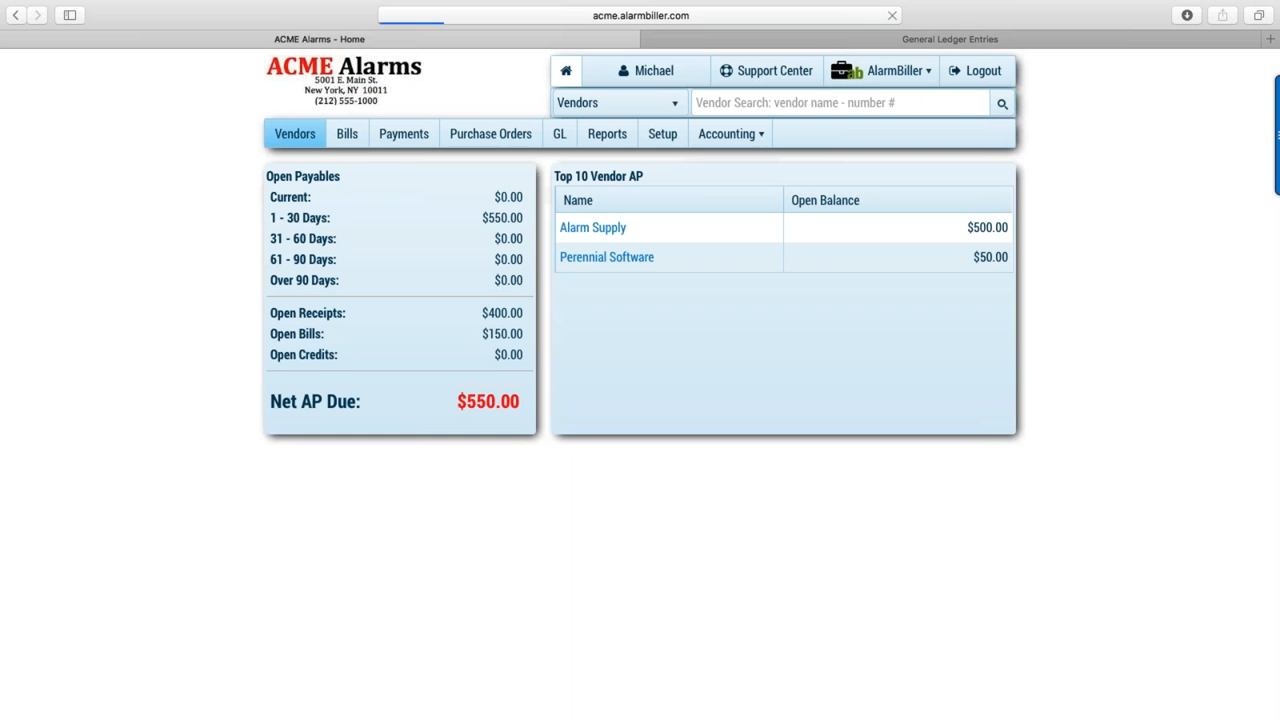 acme.alarmbiller.com
ACME Alarms - Home
General Ledger Entries
ACME Alarms
5001 E. Main St.
New York, NY 10011
(212) 555-1000
Michael
Support Center
ab AlarmBiller
Logout
Vendors
Vendor Search: vendor name - number #
Vendors Bills Payments Purchase Orders GL Reports Setup Accounting
Open Payables
Current: $0.00
1 - 30 Days: $550.00
31 - 60 Days: $0.00
61 - 90 Days: $0.00
Over 90 Days: $0.00
Open Receipts: $400.00
Open Bills: $150.00
Open Credits: $0.00
Net AP Due: $550.00
Top 10 Vendor AP
Name Open Balance
Alarm Supply $500.00
Perennial Software $50.00